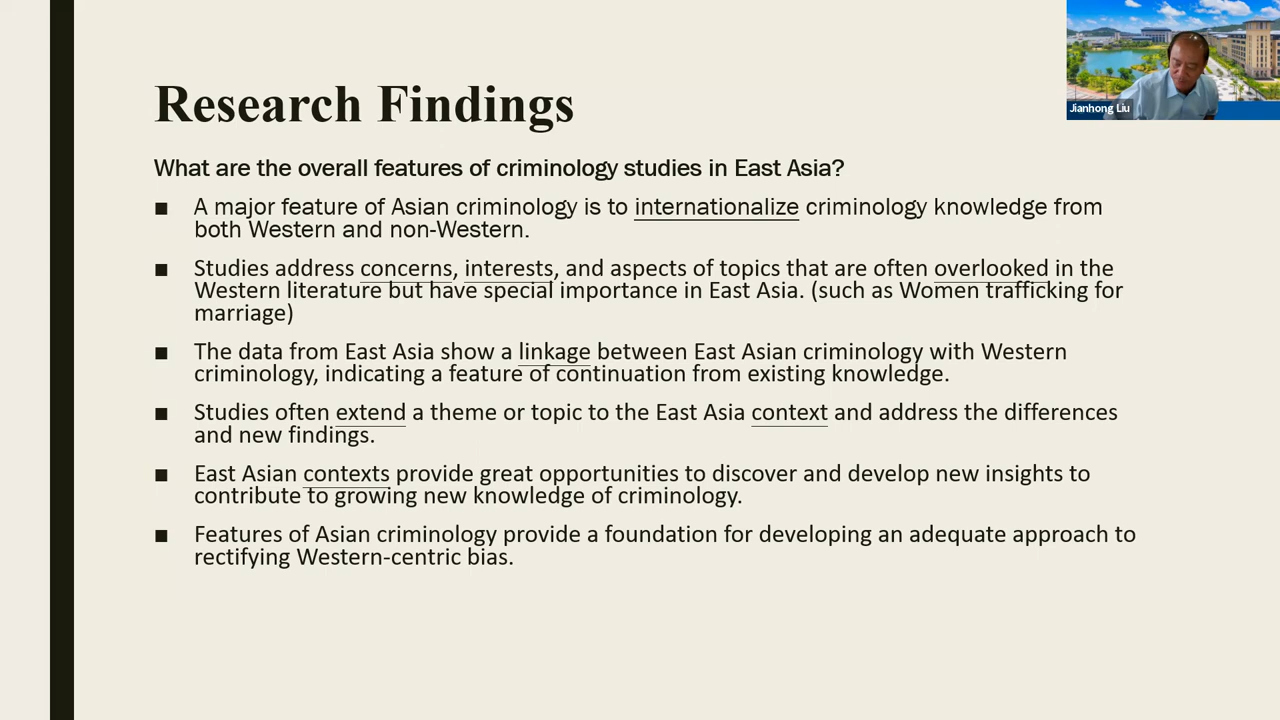 Jianhong Liu
Research Findings
What are the overall features of criminology studies in East Asia?
■ A major feature of Asian criminology is to internationalize criminology knowledge from
both Western and non-Western.
■ Studies address concerns, interests, and aspects of topics that are often overlooked in the
Western literature but have special importance in East Asia. (such as Women trafficking for
marriage)
■ The data from East Asia show a linkage between East Asian criminology with Western
criminology, indicating a feature of continuation from existing knowledge.
■ Studies often extend a theme or topic to the East Asia context and address the differences
and new findings.
■ East Asian contexts provide great opportunities to discover and develop new insights to
contribute to growing new knowledge of criminology.
■ Features of Asian criminology provide a foundation for developing an adequate approach to
rectifying Western-centric bias.